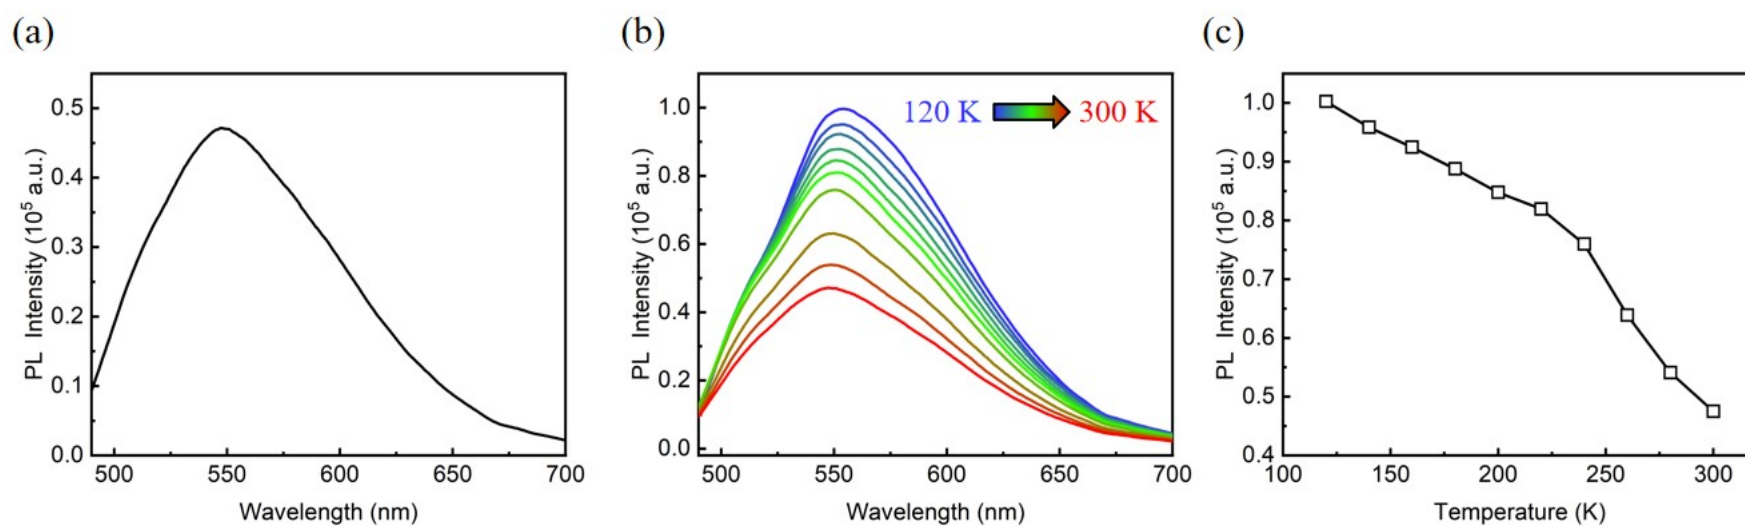 (a)
0.5
0.4
0.3
0.2
0.1
0.0
500 550 600 650 700
PL Intensity (10⁵ a.u.)
Wavelength (nm)
(b)
120 K 300 K
1.0
0.8
0.6
0.4
0.2
0.0
500 550 600 650 700
PL Intensity (10⁵ a.u.)
Wavelength (nm)
(c)
1.0
0.9
0.8
0.7
0.6
0.5
0.4
100 150 200 250 300
PL Intensity (10⁵ a.u.)
Temperature (K)